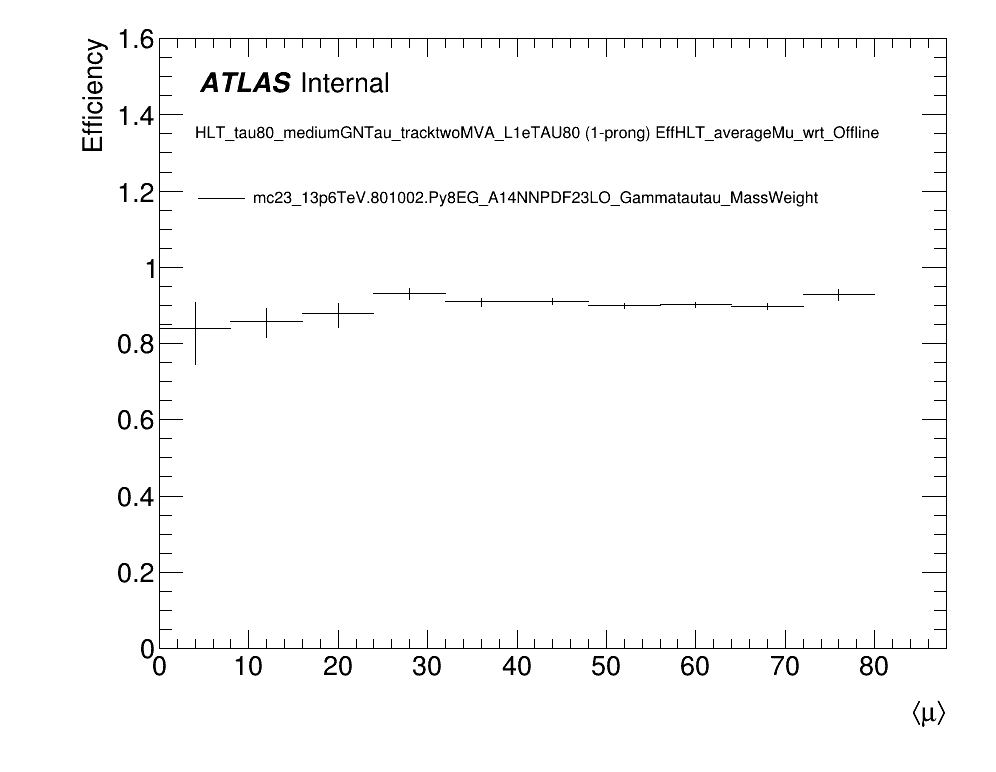 Efficiency
1.6
ATLAS Internal
1.4
HLT_tau80_mediumGNTau_tracktwoMVA_L1eTAU80 (1-prong) EffHLT_averageMu_wrt_Offline
1.2
mc23_13p6TeV.801002.Py8EG_A14NNPDF23LO_Gammatautau_MassWeight
1
0.8
0.6
0.4
0.2
0
0 10 20 30 40 50 60 70 80
⟨μ⟩